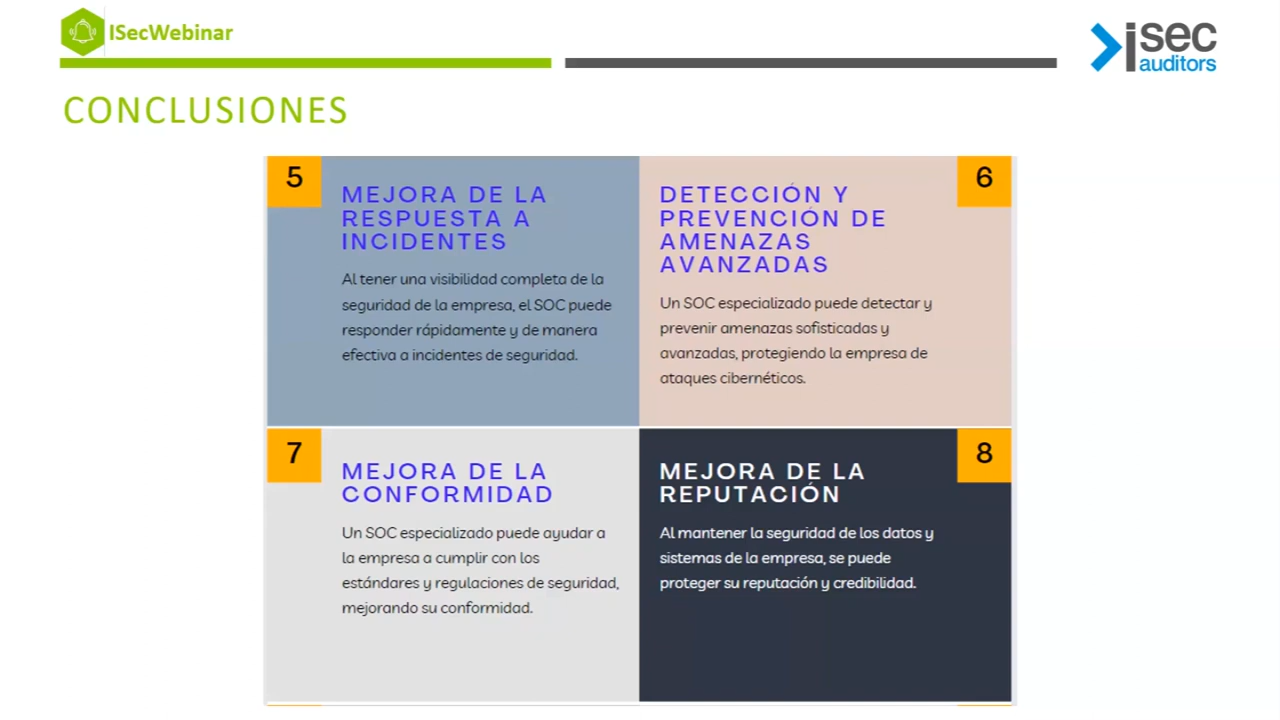 ISecWebinar
isec
auditors
CONCLUSIONES
5
MEJORA DE LA
RESPUESTA A
INCIDENTES
Al tener una visibilidad completa de la
seguridad de la empresa, el SOC puede
responder rápidamente y de manera
efectiva a incidentes de seguridad.
6
DETECCIÓN Y
PREVENCIÓN DE
AMENAZAS
AVANZADAS
Un SOC especializado puede detectar y
prevenir amenazas sofisticadas y
avanzadas, protegiendo la empresa de
ataques cibernéticos.
7
MEJORA DE LA
CONFORMIDAD
Un SOC especializado puede ayudar a
la empresa a cumplir con los
estándares y regulaciones de seguridad,
mejorando su conformidad.
8
MEJORA DE LA
REPUTACIÓN
Al mantener la seguridad de los datos y
sistemas de la empresa, se puede
proteger su reputación y credibilidad.